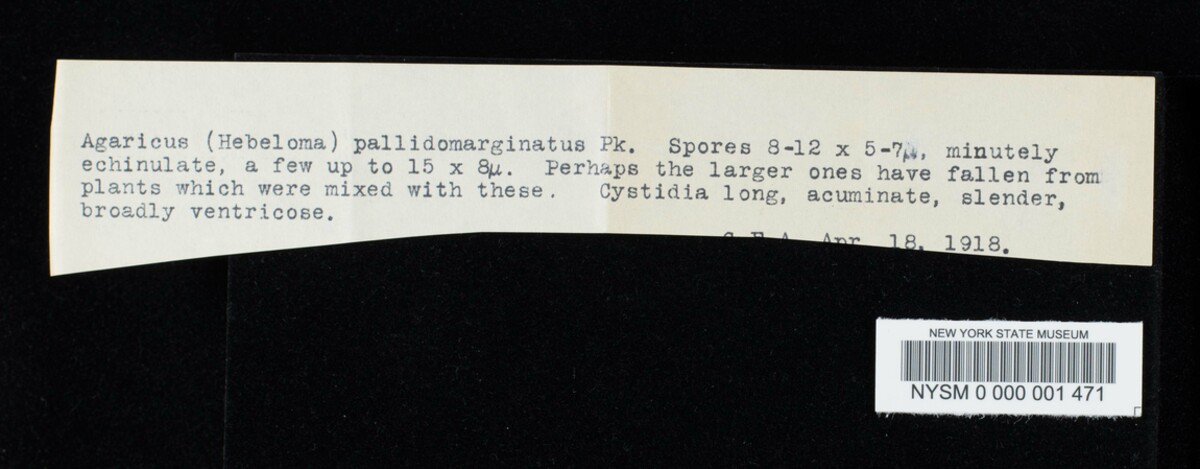 Agaricus (Hebeloma) pallidomarginatus Pk. Spores 8-12 x 5-7µ, minutely
echinulate, a few up to 15 x 8µ. Perhaps the larger ones have fallen from
plants which were mixed with these. Cystidia long, acuminate, slender,
broadly ventricose.
Apr. 18, 1918.
NEW YORK STATE MUSEUM
NYSM 0 000 001 471